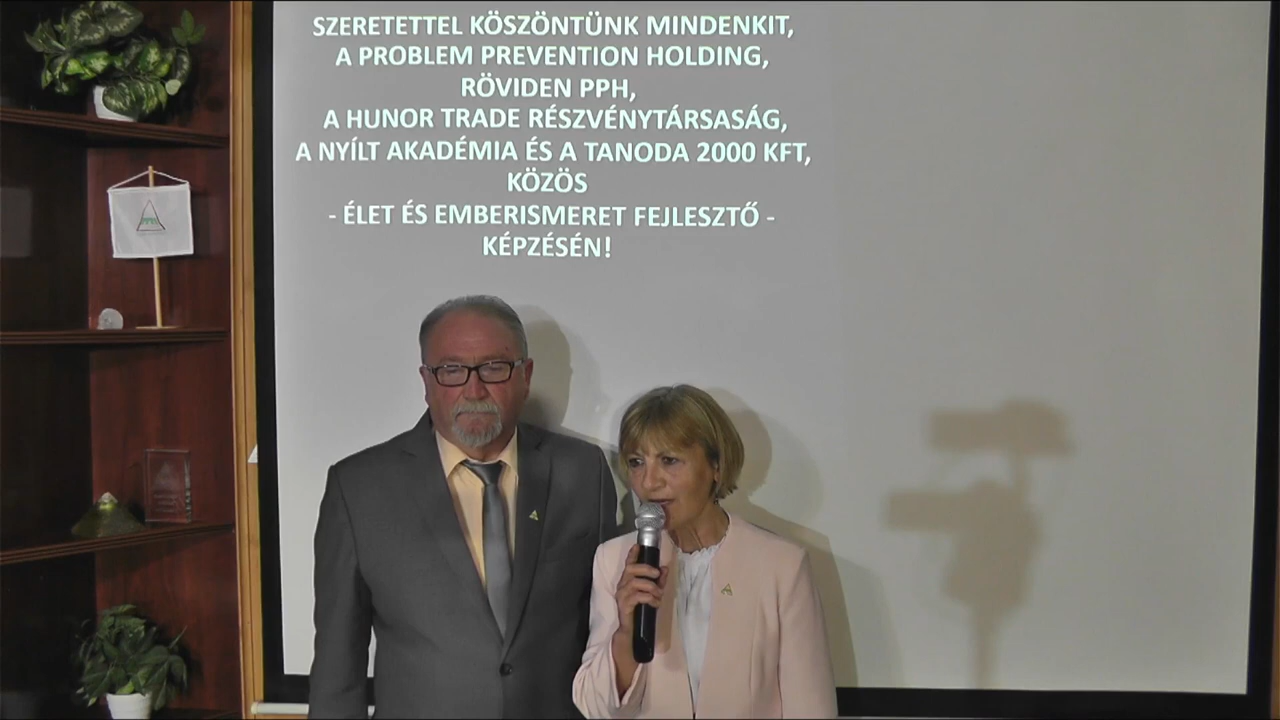 SZERETETTEL KÖSZÖNTÜNK MINDENKIT,
A PROBLEM PREVENTION HOLDING,
RÖVIDEN PPH,
A HUNOR TRADE RÉSZVÉNYTÁRSASÁG,
A NYÍLT AKADÉMIA ÉS A TANODA 2000 KFT,
KÖZÖS
- ÉLET ÉS EMBERISMERET FEJLESZTŐ -
KÉPZÉSÉN!